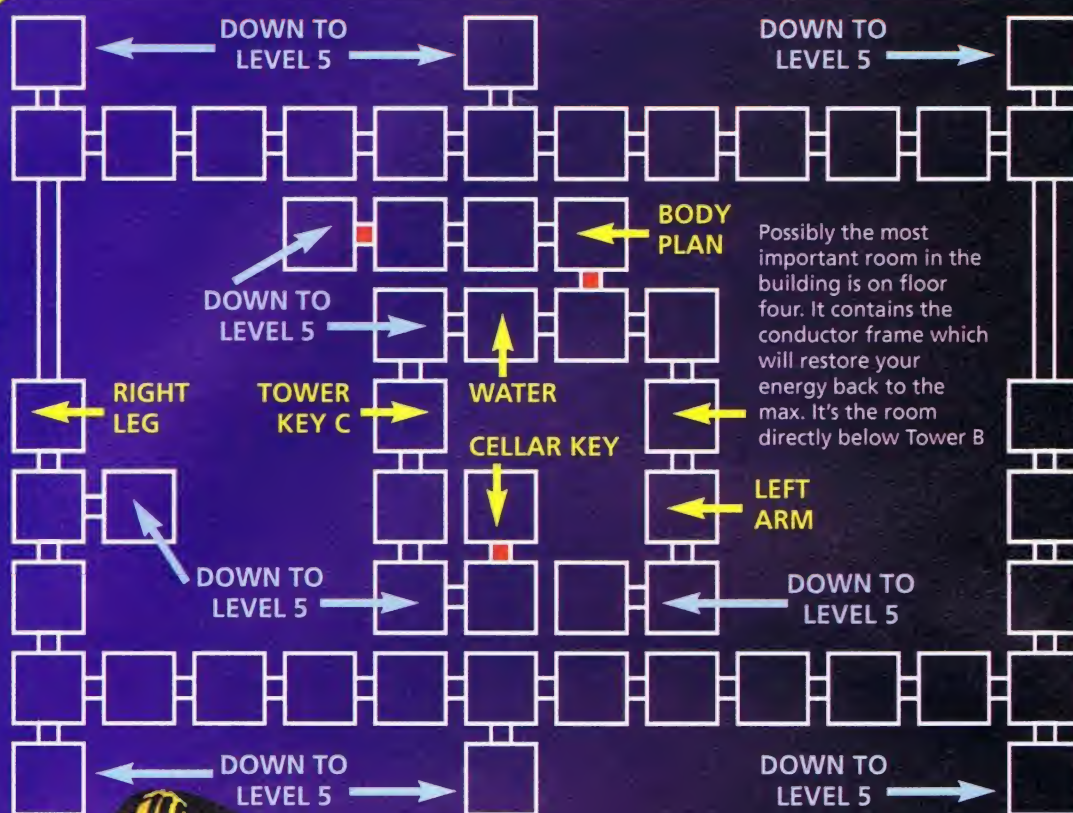 DOWN TO
LEVEL 5
DOWN TO
LEVEL 5
BODY
PLAN
Possibly the most
important room in the
building is on floor
four. It contains the
conductor frame which
will restore your
energy back to the
max. It's the room
directly below Tower B
DOWN TO
LEVEL 5
RIGHT
LEG
TOWER
KEY C
WATER
CELLAR KEY
LEFT
ARM
DOWN TO
LEVEL 5
DOWN TO
LEVEL 5
DOWN TO
LEVEL 5
DOWN TO
LEVEL 5